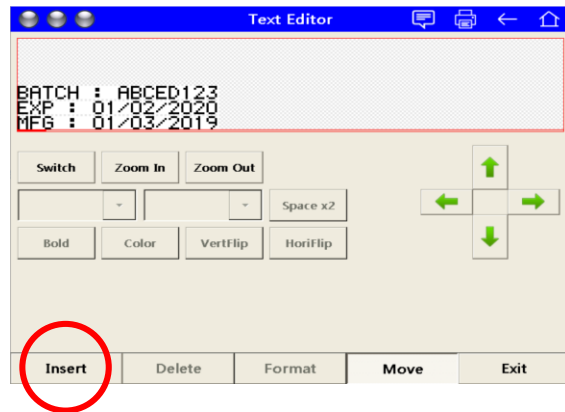 Text Editor
BATCH : ABCED123
EXP : 01/02/2020
MFG : 01/03/2019
Switch Zoom In Zoom Out
Space x2
Bold Color VertFlip HoriFlip
Insert Delete Format Move Exit